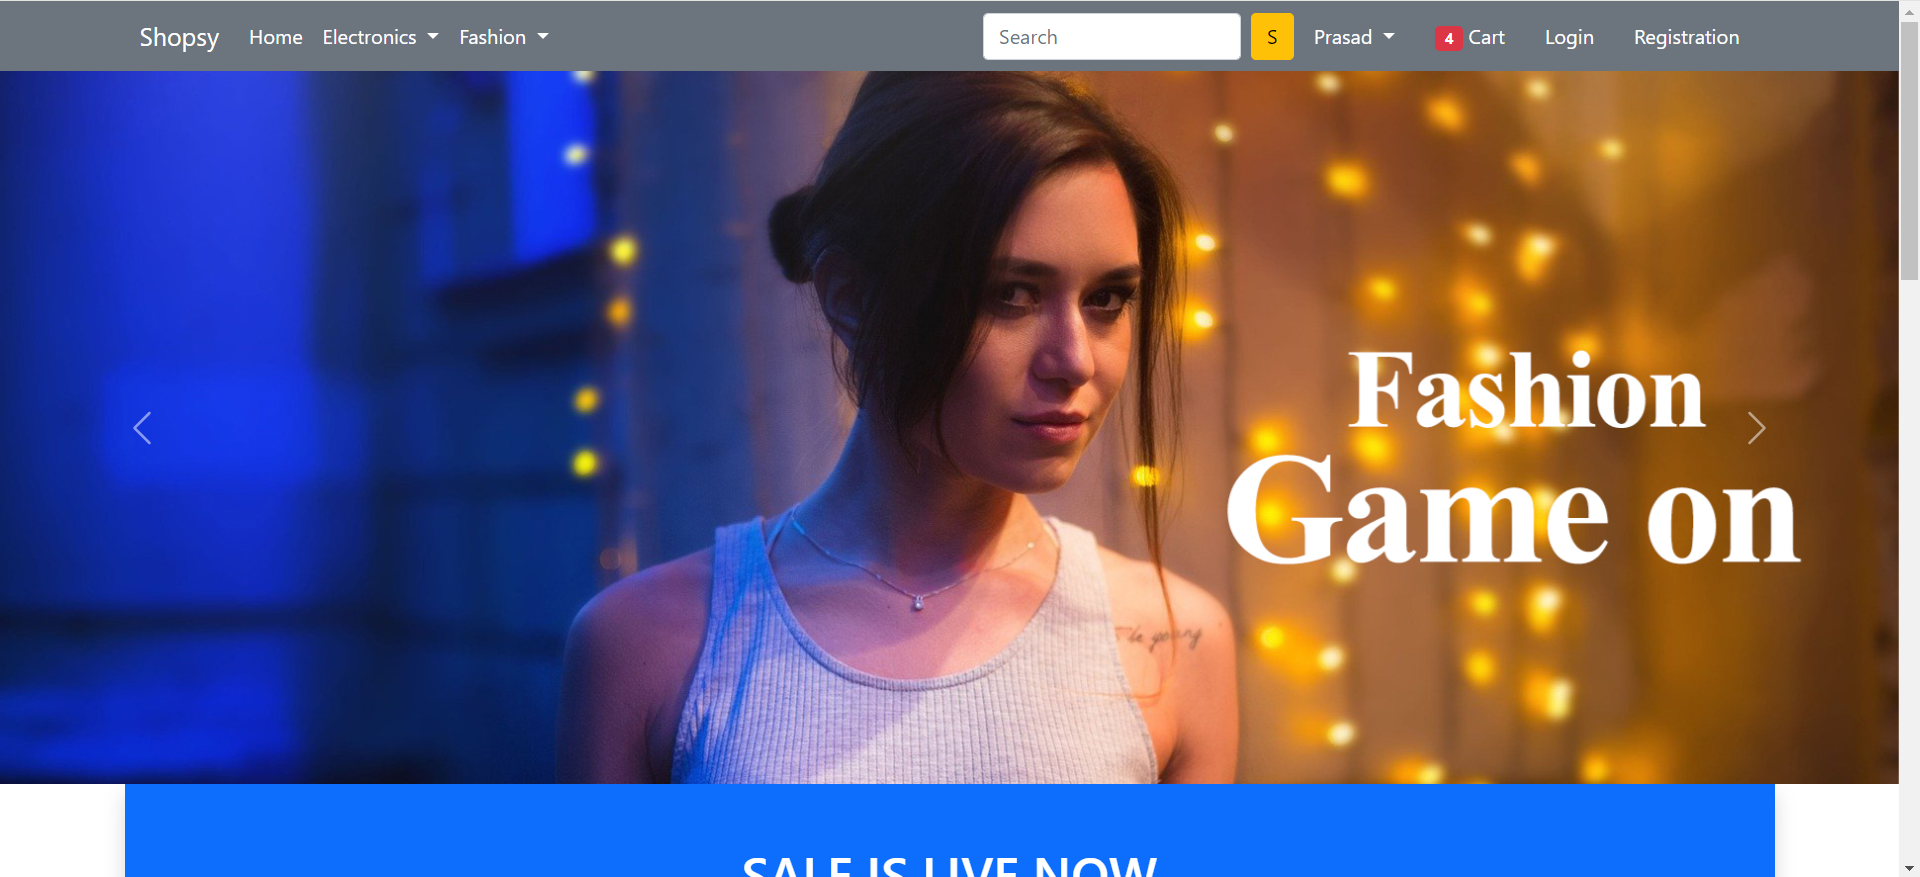 Shopsy Home Electronics Fashion Search S Prasad 4 Cart Login Registration
Fashion
Game on
SALE IS LIVE NOW